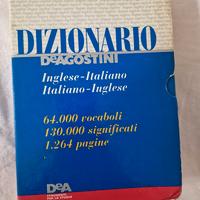 DIZIONARIO
DeAGOSTINI
Inglese-Italiano
Italiano-Inglese
64.000 vocaboli
130.000 significati
1.264 pagine
DeA